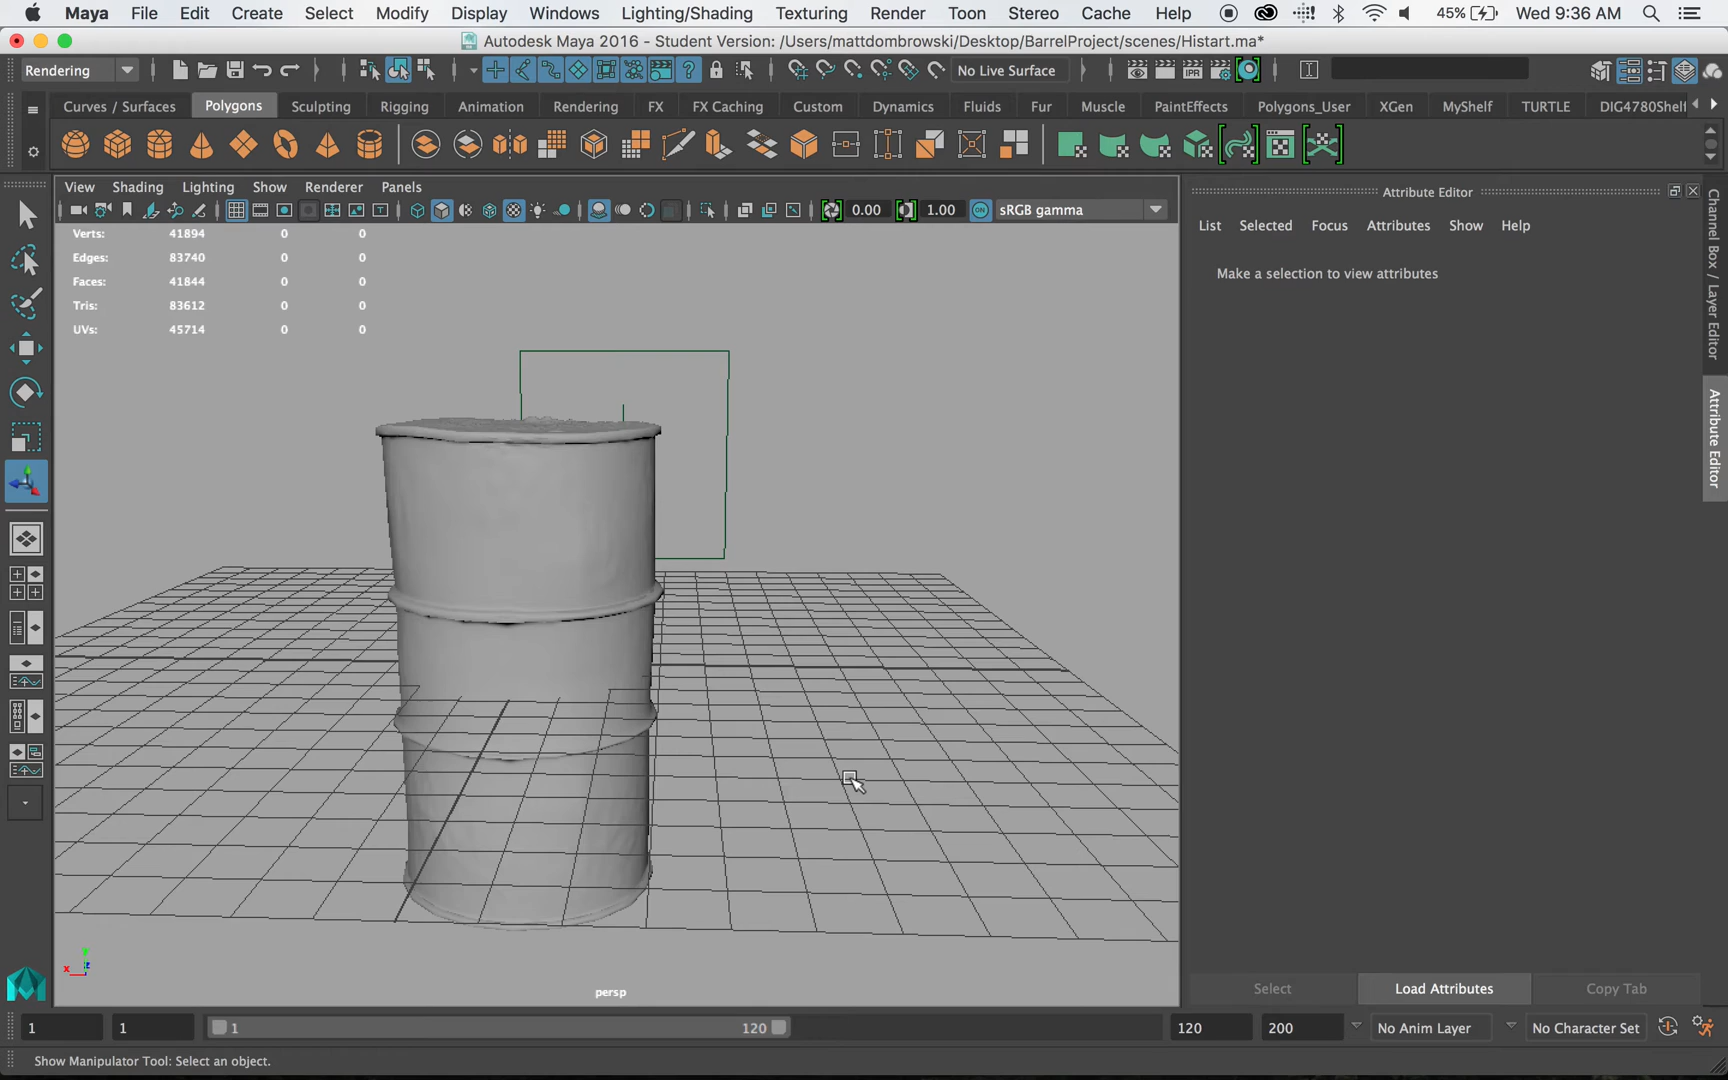 Maya File Edit Create Select Modify Display Windows Lighting/Shading Texturing Render Toon Stereo Cache Help 45% Wed 9:36 AM
Autodesk Maya 2016 - Student Version: /Users/mattdombrowski/Desktop/BarrelProject/scenes/Histart.ma*
Rendering No Live Surface IPR
Curves / Surfaces Polygons Sculpting Rigging Animation Rendering FX FX Caching Custom Dynamics Fluids Fur Muscle PaintEffects Polygons_User XGen MyShelf TURTLE DIG4780Shelf
View Shading Lighting Show Renderer Panels
0.00 1.00 ON sRGB gamma
Verts: 41894 0 0
Edges: 83740 0 0
Faces: 41844 0 0
Tris: 83612 0 0
UVs: 45714 0 0
persp
x
Attribute Editor
List Selected Focus Attributes Show Help
Make a selection to view attributes
Channel Box / Layer Editor
Attribute Editor
Select Load Attributes Copy Tab
1 1 1 120 120 200 No Anim Layer No Character Set
Show Manipulator Tool: Select an object.